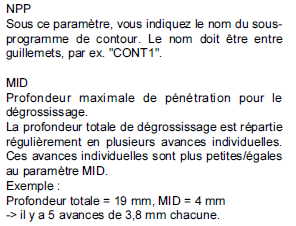 NPP
Sous ce paramètre, vous indiquez le nom du sous-
programme de contour. Le nom doit être entre
guillemets, par ex. "CONT1".
MID
Profondeur maximale de pénétration pour le
dégrossissage.
La profondeur totale de dégrossissage est répartie
régulièrement en plusieurs avances individuelles.
Ces avances individuelles sont plus petites/égales
au paramètre MID.
Exemple :
Profondeur totale = 19 mm, MID = 4 mm
-> il y a 5 avances de 3,8 mm chacune.